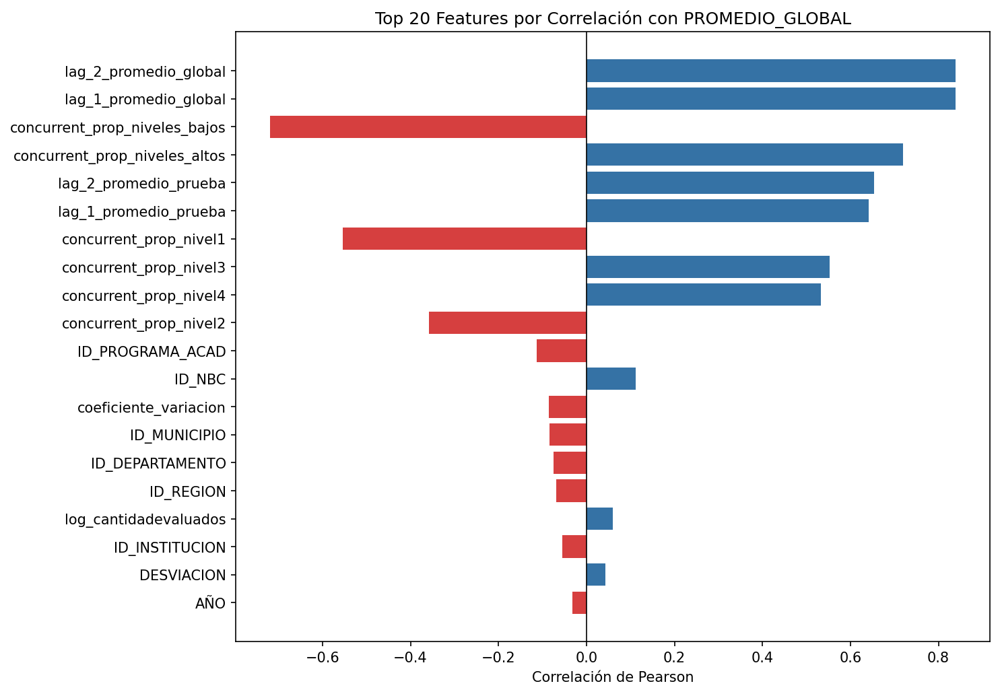 Top 20 Features por Correlación con PROMEDIO_GLOBAL
lag_2_promedio_global
lag_1_promedio_global
concurrent_prop_niveles_bajos
concurrent_prop_niveles_altos
lag_2_promedio_prueba
lag_1_promedio_prueba
concurrent_prop_nivel1
concurrent_prop_nivel3
concurrent_prop_nivel4
concurrent_prop_nivel2
ID_PROGRAMA_ACAD
ID_NBC
coeficiente_variacion
ID_MUNICIPIO
ID_DEPARTAMENTO
ID_REGION
log_cantidadevaluados
ID_INSTITUCION
DESVIACION
AÑO
−0.6 −0.4 −0.2 0.0 0.2 0.4 0.6 0.8
Correlación de Pearson